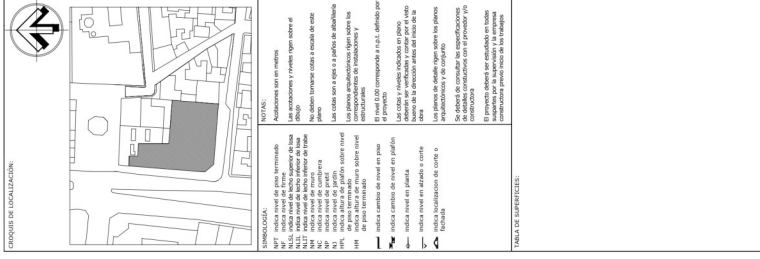 CROQUIS DE LOCALIZACIÓN:
SIMBOLOGÍA:
NPT indica nivel de piso terminado
NF indica nivel de firme
NLSL indica nivel de lecho superior de losa
NLIL indica nivel de lecho inferior de losa
NLIT indica nivel de lecho inferior de trabe
NM indica nivel de muro
NC indica nivel de cumbrera
NP indica nivel de pretil
NJ indica nivel de jardín
HPL indica altura de plafón sobre nivel
de piso terminado
HM indica altura de muro sobre nivel
de piso terminado
indica cambio de nivel en piso
indica cambio de nivel en plafón
indica nivel en planta
indica nivel en alzado o corte
indica localizacion de corte o
fachada
NOTAS:
Acotaciones son en metros
Las acotaciones y niveles rigen sobre el
dibujo
No deben tomarse cotas a escala de este
plano
Las cotas son a ejes o a paños de albañilería
Los planos arquitectónicos rigen sobre los
correspondientes de instalaciones y
estructurales
El nivel 0.00 corresponde a n.p.t. definido por
el proyecto
Las cotas y niveles indicados en plano
deberán ser verificadas y contar por el visto
bueno de la dirección antes del inicio de la
obra
Los planos de detalle rigen sobre los planos
arquitectónicos y de conjunto
Se deberá de consultar las especificaciones
de detalles constuctivos con el provedor y/o
constructora
El proyecto deberá ser estudiado en todas
suspartes por la supervisión y la empresa
constructora previo inicio de los trabajos
TABLA DE SUPERFICIES: